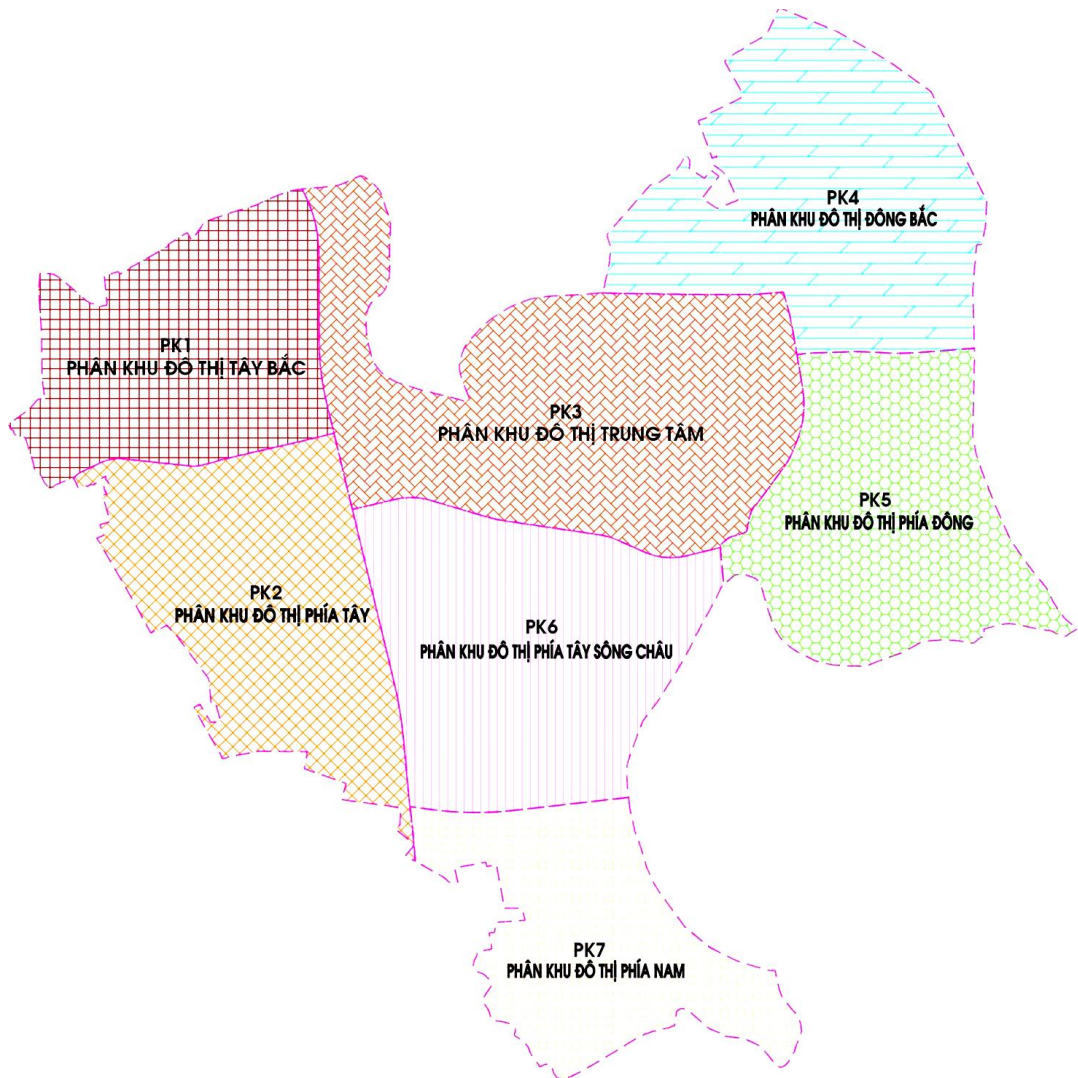 PK4
PHÂN KHU ĐÔ THỊ ĐÔNG BẮC
PK1
PHÂN KHU ĐÔ THỊ TÂY BẮC
PK3
PHÂN KHU ĐÔ THỊ TRUNG TÂM
PK5
PHÂN KHU ĐÔ THỊ PHÍA ĐÔNG
PK2
PHÂN KHU ĐÔ THỊ PHÍA TÂY
PK6
PHÂN KHU ĐÔ THỊ PHÍA TÂY SÔNG CHÂU
PK7
PHÂN KHU ĐÔ THỊ PHÍA NAM